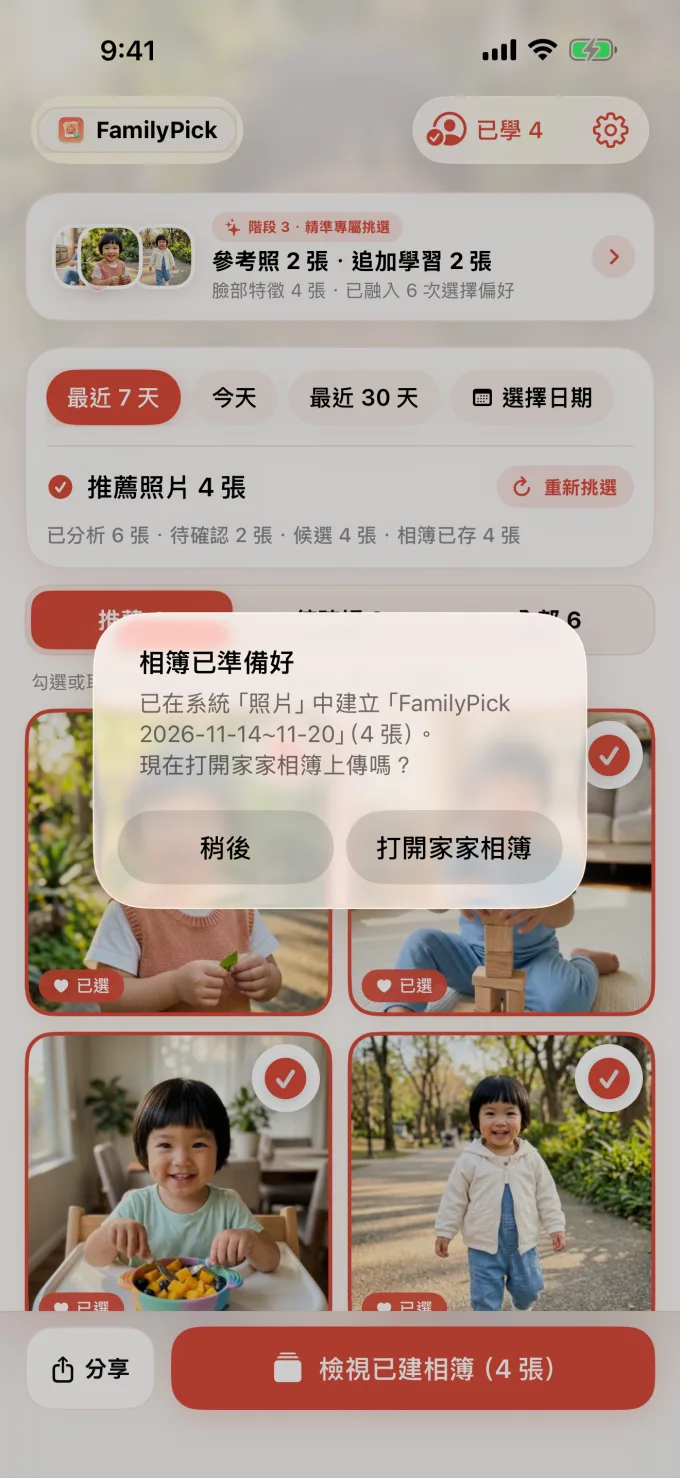 9:41
FamilyPick
已學 4
階段 3 · 精準專屬挑選
參考照 2 張 · 追加學習 2 張
臉部特徵 4 張 · 已融入 6 次選擇偏好
最近 7 天
今天
最近 30 天
選擇日期
推薦照片 4 張
重新挑選
已分析 6 張 · 待確認 2 張 · 候選 4 張 · 相簿已存 4 張
6
勾選或
相簿已準備好
已在系統「照片」中建立「FamilyPick
2026-11-14~11-20」(4 張)。
現在打開家家相簿上傳嗎?
稍後
打開家家相簿
已選
已選
已選
已選
分享
檢視已建相簿（4 張）